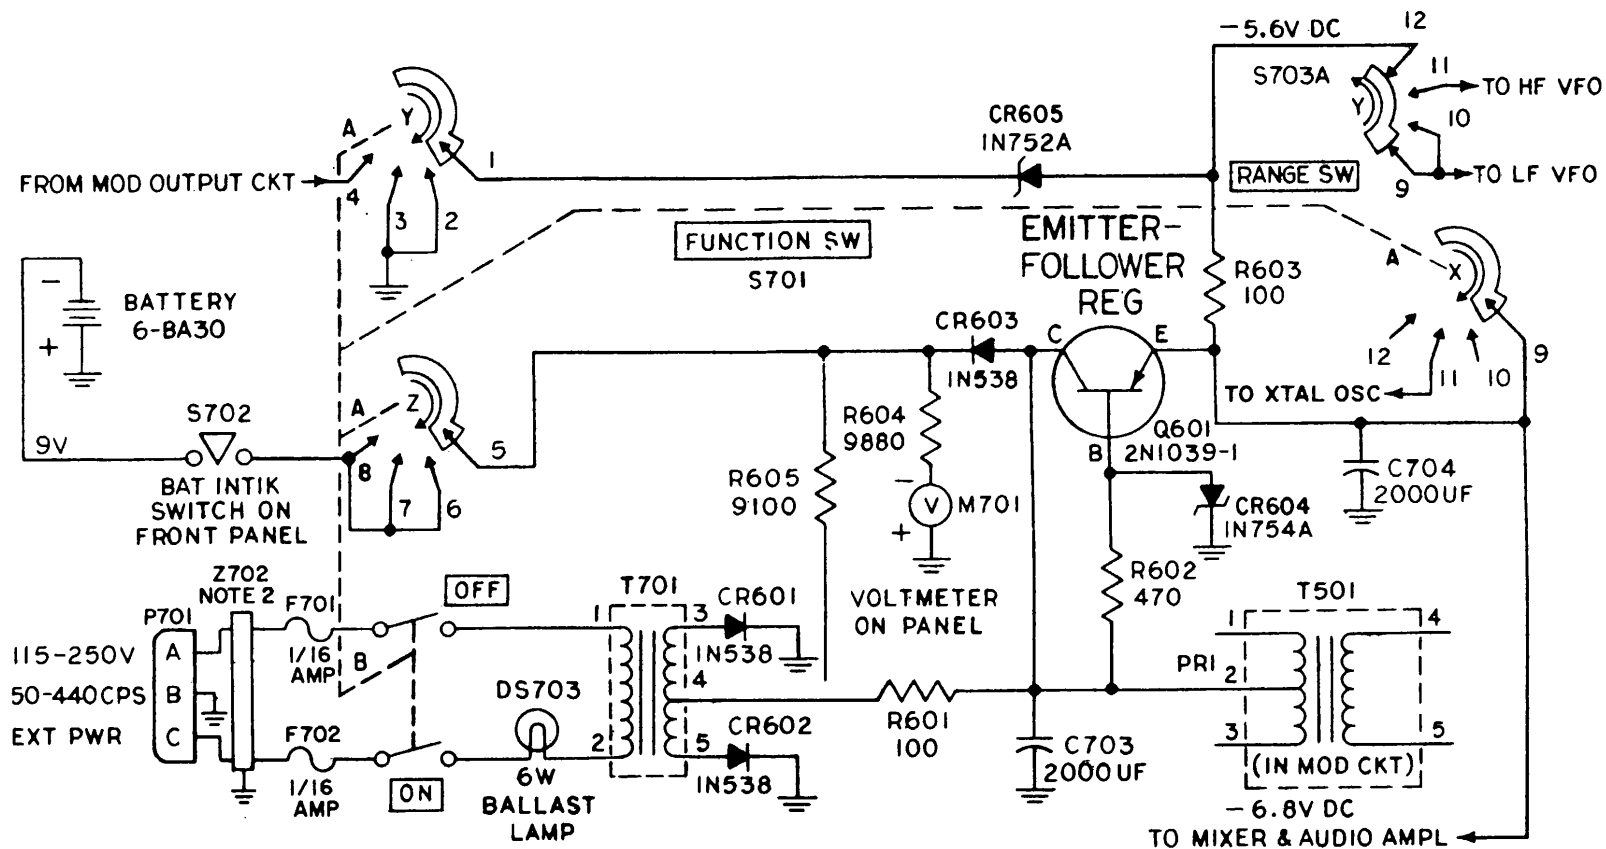 −5.6V DC
12
S703A
11
TO HF VFO
Y
10
9
TO LF VFO
RANGE SW
A
Y
1
CR605
1N752A
FROM MOD OUTPUT CKT
4
3
2
FUNCTION SW
S701
EMITTER-
FOLLOWER
REG
R603
100
A
X
12
11
10
9
TO XTAL OSC
−
BATTERY
6-BA30
+
CR603
1N538
C
E
B
Q601
2N1039-1
S702
9V
BAT INTIK
SWITCH ON
FRONT PANEL
A
Z
5
8
7
6
R604
9880
R605
9100
−
V
M701
+
VOLTMETER
ON PANEL
CR604
1N754A
C704
2000UF
R602
470
Z702
NOTE 2
P701
115-250V
50-440CPS
EXT PWR
A
B
C
F701
1/16
AMP
F702
1/16
AMP
B
OFF
ON
DS703
6W
BALLAST
LAMP
T701
1
2
3
4
5
CR601
1N538
CR602
1N538
R601
100
C703
2000UF
T501
1
PRI
2
3
4
5
(IN MOD CKT)
−6.8V DC
TO MIXER & AUDIO AMPL